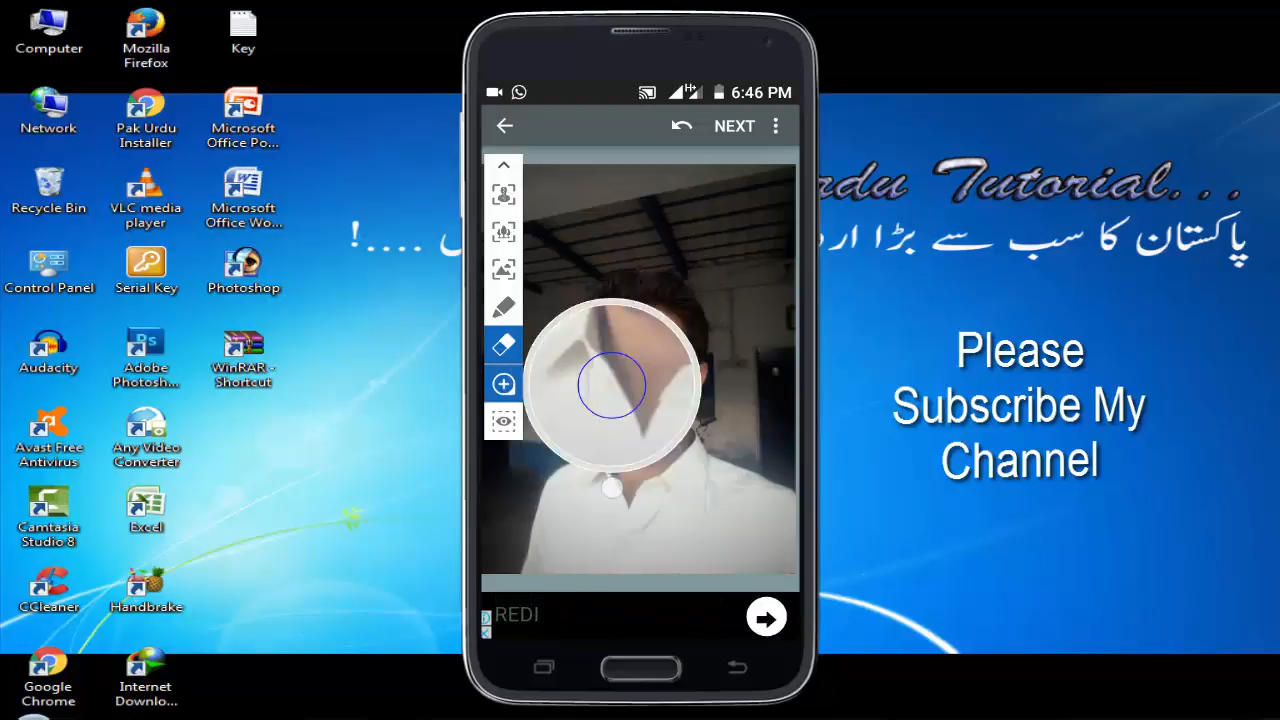 Computer
Mozilla
Firefox
Key
Network
Pak Urdu
Installer
Microsoft
Office Po...
Recycle Bin
VLC media
player
Microsoft
Office Wo...
Control Panel
Serial Key
Photoshop
Audacity
Adobe
Photosh...
WinRAR -
Shortcut
Avast Free
Antivirus
Any Video
Converter
Camtasia
Studio 8
Excel
CCleaner
Handbrake
Google
Chrome
Internet
Downlo...
H+
6:46 PM
NEXT
REDI
rdu Tutorial...
پاکستان کا سب سے بڑا ار
ں ....!
Please
Subscribe My
Channel